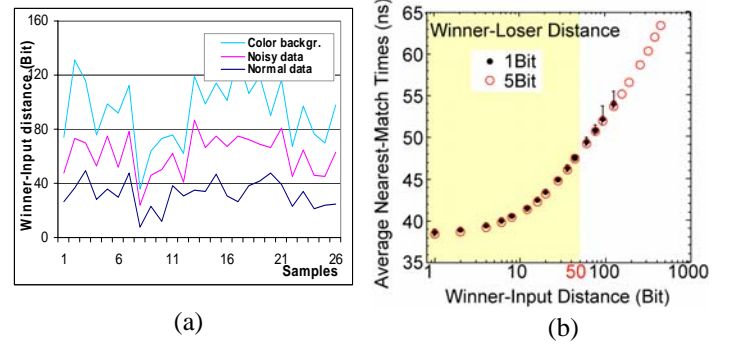 Winner-Input distance (Bit)
160
120
80
40
0
Color backgr.
Noisy data
Normal data
1 6 11 16 21 26
Samples
(a)
Average Nearest-Match Times (ns)
65
60
55
50
45
40
35
Winner-Loser Distance
1Bit
5Bit
1 10 50 100 1000
Winner-Input Distance (Bit)
(b)